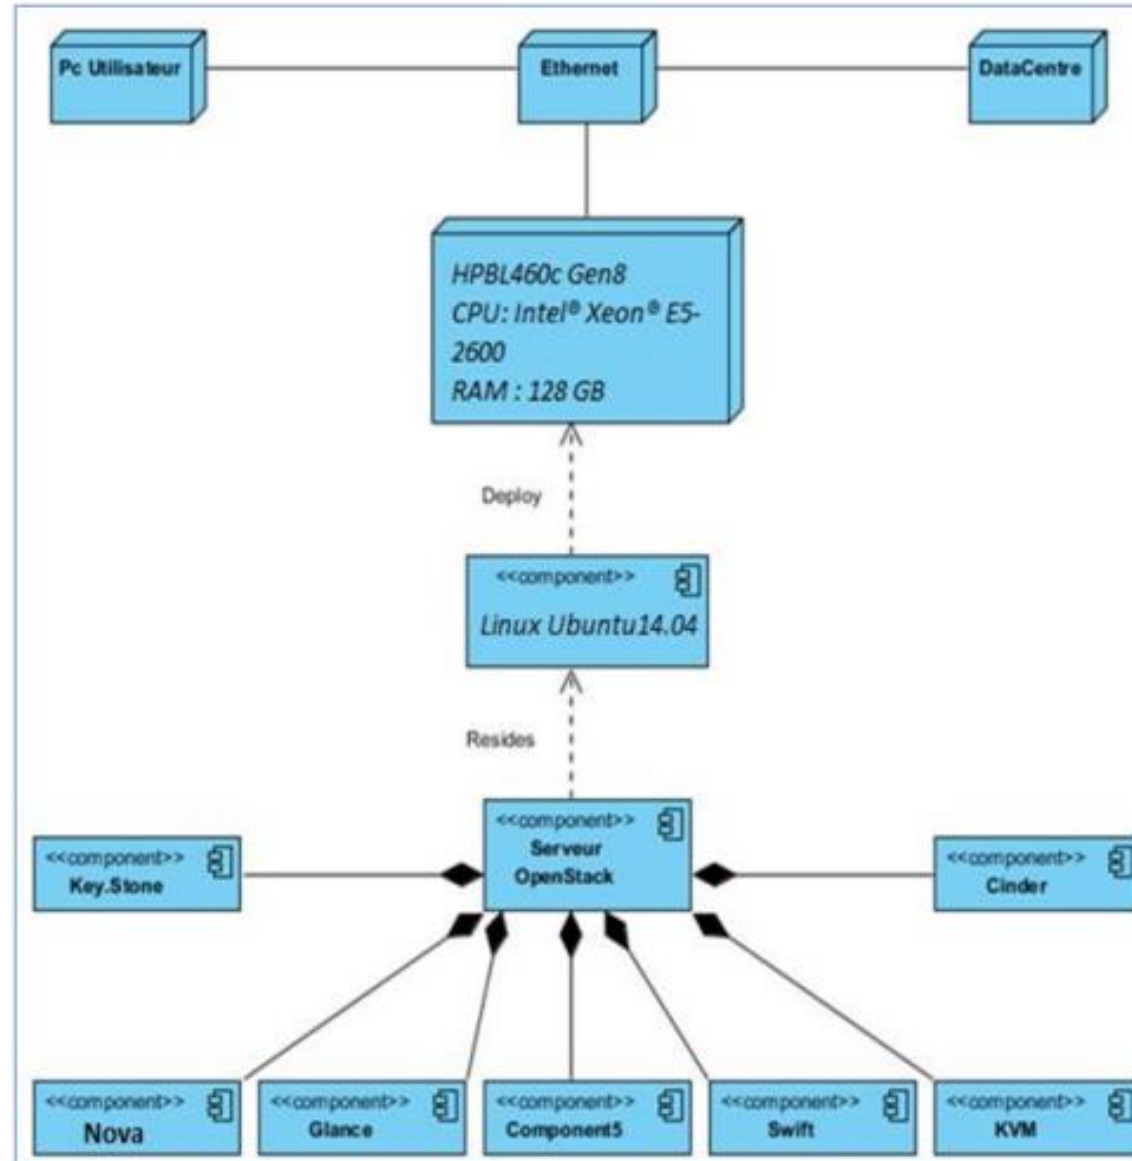 Pc Utilisateur
Ethernet
DataCentre
HPBL460c Gen8
CPU: Intel® Xeon® E5-
2600
RAM : 128 GB
Deploy
<<component>>
Linux Ubuntu14.04
Resides
<<component>>
Serveur
OpenStack
<<component>>
Key.Stone
<<component>>
Cinder
<<component>>
Nova
<<component>>
Glance
<<component>>
Component5
<<component>>
Swift
<<component>>
KVM